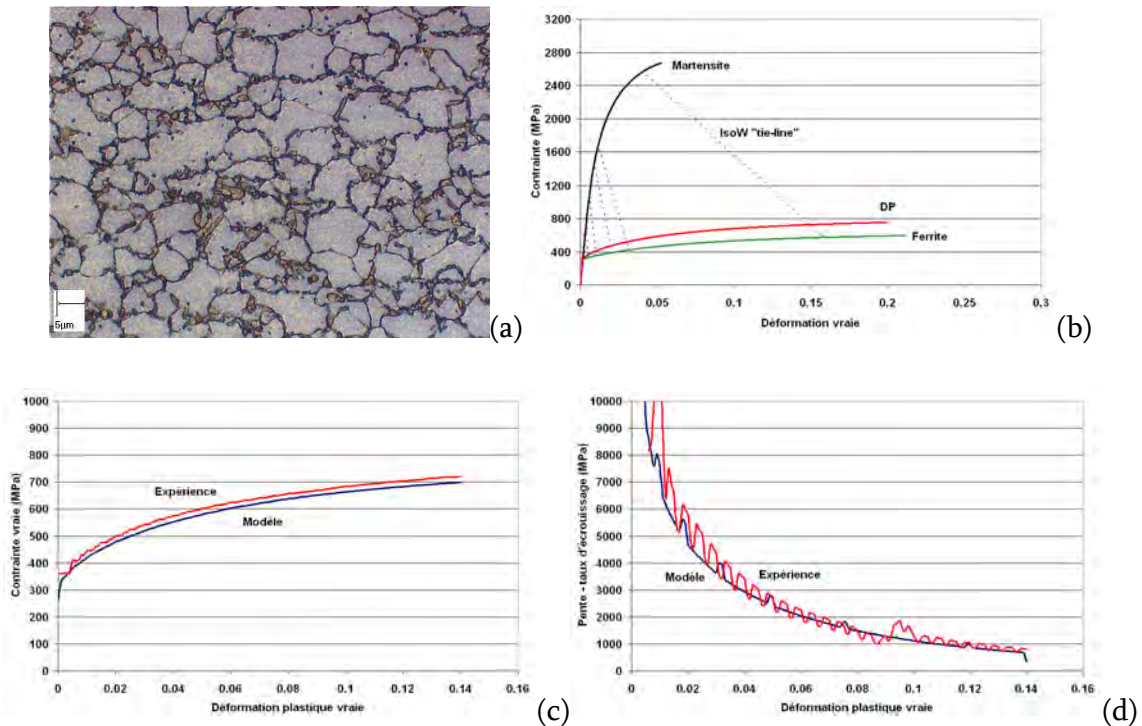 5µm
(a)
3200
2800
2400
2000
1600
1200
800
400
0
Contrainte (MPa)
Martensite
IsoW "tie-line"
DP
Ferrite
0 0.05 0.1 0.15 0.2 0.25 0.3
Déformation vraie
(b)
1000
900
800
700
600
500
400
300
200
100
0
Contrainte vraie (MPa)
Expérience
Modèle
0 0.02 0.04 0.06 0.08 0.1 0.12 0.14 0.16
Déformation plastique vraie
(c)
10000
9000
8000
7000
6000
5000
4000
3000
2000
1000
0
Pente - taux d'écrouissage (MPa)
Modèle
Expérience
0 0.02 0.04 0.06 0.08 0.1 0.12 0.14 0.16
Déformation plastique vraie
(d)